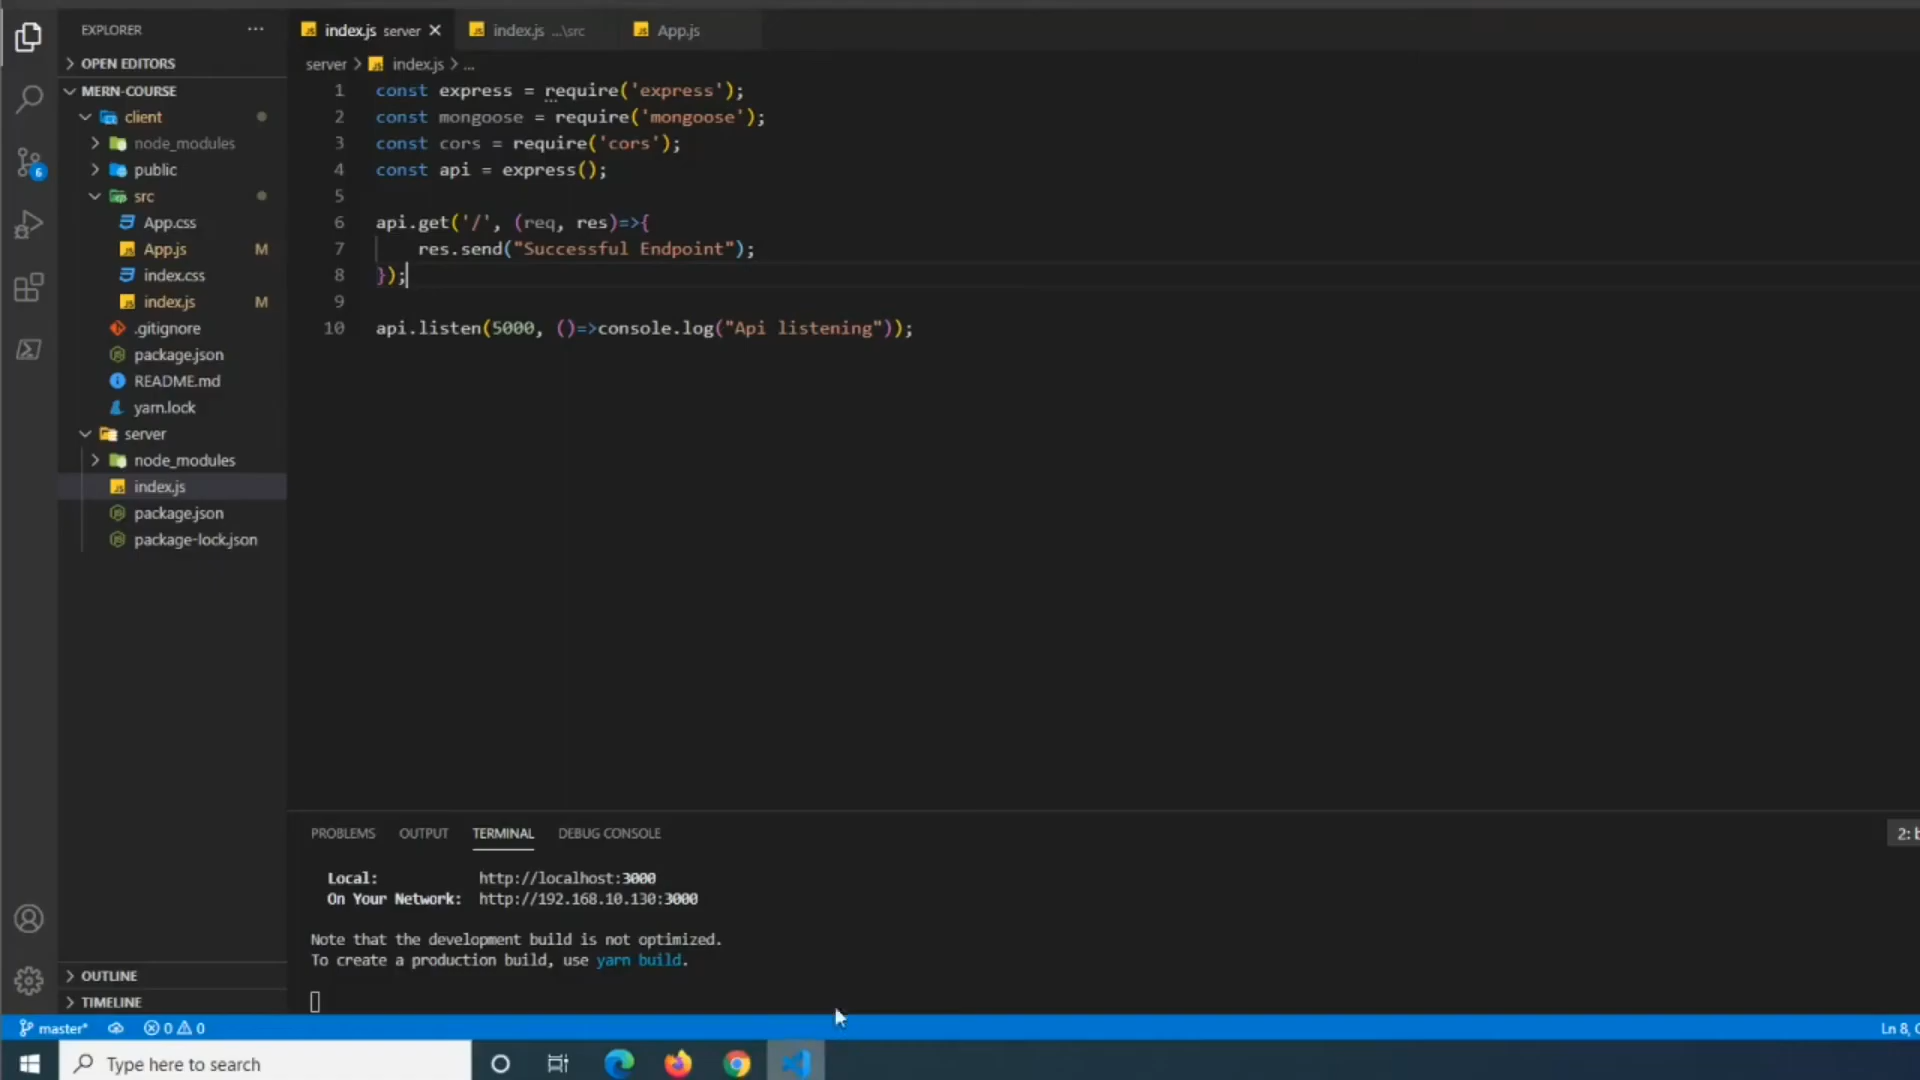 EXPLORER
OPEN EDITORS
MERN-COURSE
client
node_modules
public
src
App.css
App.js M
index.css
index.js M
.gitignore
package.json
README.md
yarn.lock
server
node_modules
index.js
package.json
package-lock.json
OUTLINE
TIMELINE
6
index.js server
index.js ...\src
App.js
server > index.js > ...
1 const express = require('express');
2 const mongoose = require('mongoose');
3 const cors = require('cors');
4 const api = express();
5
6 api.get('/', (req, res)=>{
7 res.send("Successful Endpoint");
8 });
9
10 api.listen(5000, ()=>console.log("Api listening"));
PROBLEMS OUTPUT TERMINAL DEBUG CONSOLE
2: b
Local: http://localhost:3000
On Your Network: http://192.168.10.130:3000
Note that the development build is not optimized.
To create a production build, use yarn build.
master* 0 0
Ln 8,
Type here to search